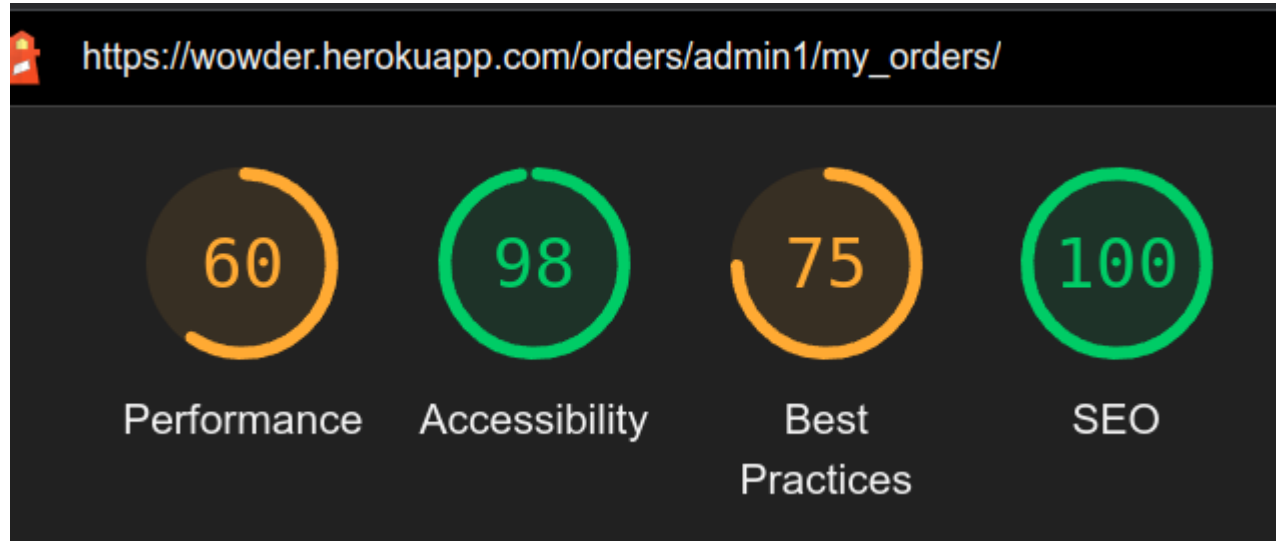 https://wowder.herokuapp.com/orders/admin1/my_orders/
60 98 75 100
Performance Accessibility Best Practices SEO